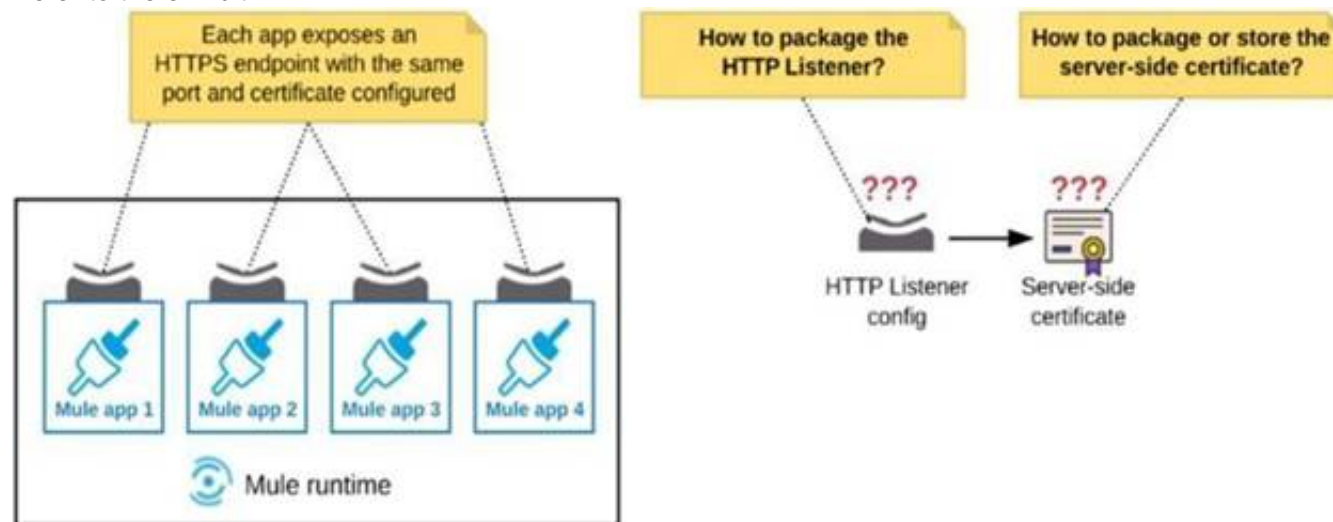 Each app exposes an
HTTPS endpoint with the same
port and certificate configured
How to package the
HTTP Listener?
How to package or store the
server-side certificate?
???
???
HTTP Listener
config
Server-side
certificate
Mule app 1
Mule app 2
Mule app 3
Mule app 4
Mule runtime